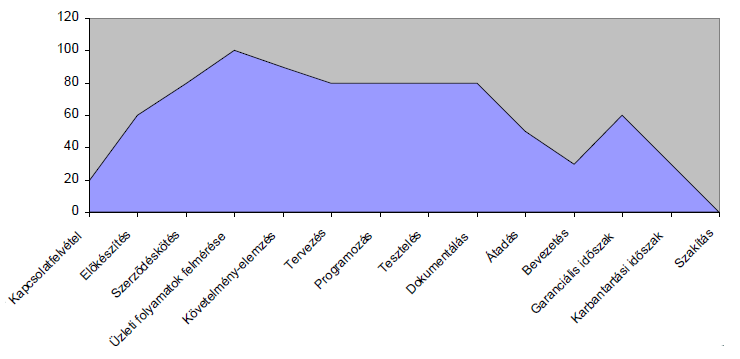 120
100
80
60
40
20
0
Kapcsolatfelvétel
Előkészítés
Szerződéskötés
Üzleti folyamatok felmérése
Követelmény-elemzés
Tervezés
Programozás
Tesztelés
Dokumentálás
Átadás
Bevezetés
Garanciális időszak
Karbantartási időszak
Szakítás